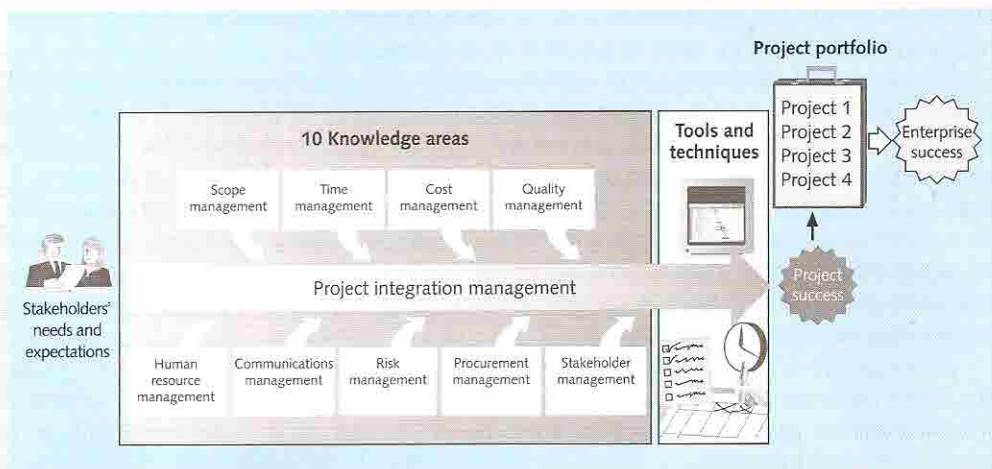 Project portfolio
Project 1
Project 2
Project 3
Project 4
Enterprise
success
10 Knowledge areas
Tools and
techniques
Scope
management
Time
management
Cost
management
Quality
management
Stakeholders'
needs and
expectations
Project integration management
Project
success
Human
resource
management
Communications
management
Risk
management
Procurement
management
Stakeholder
management